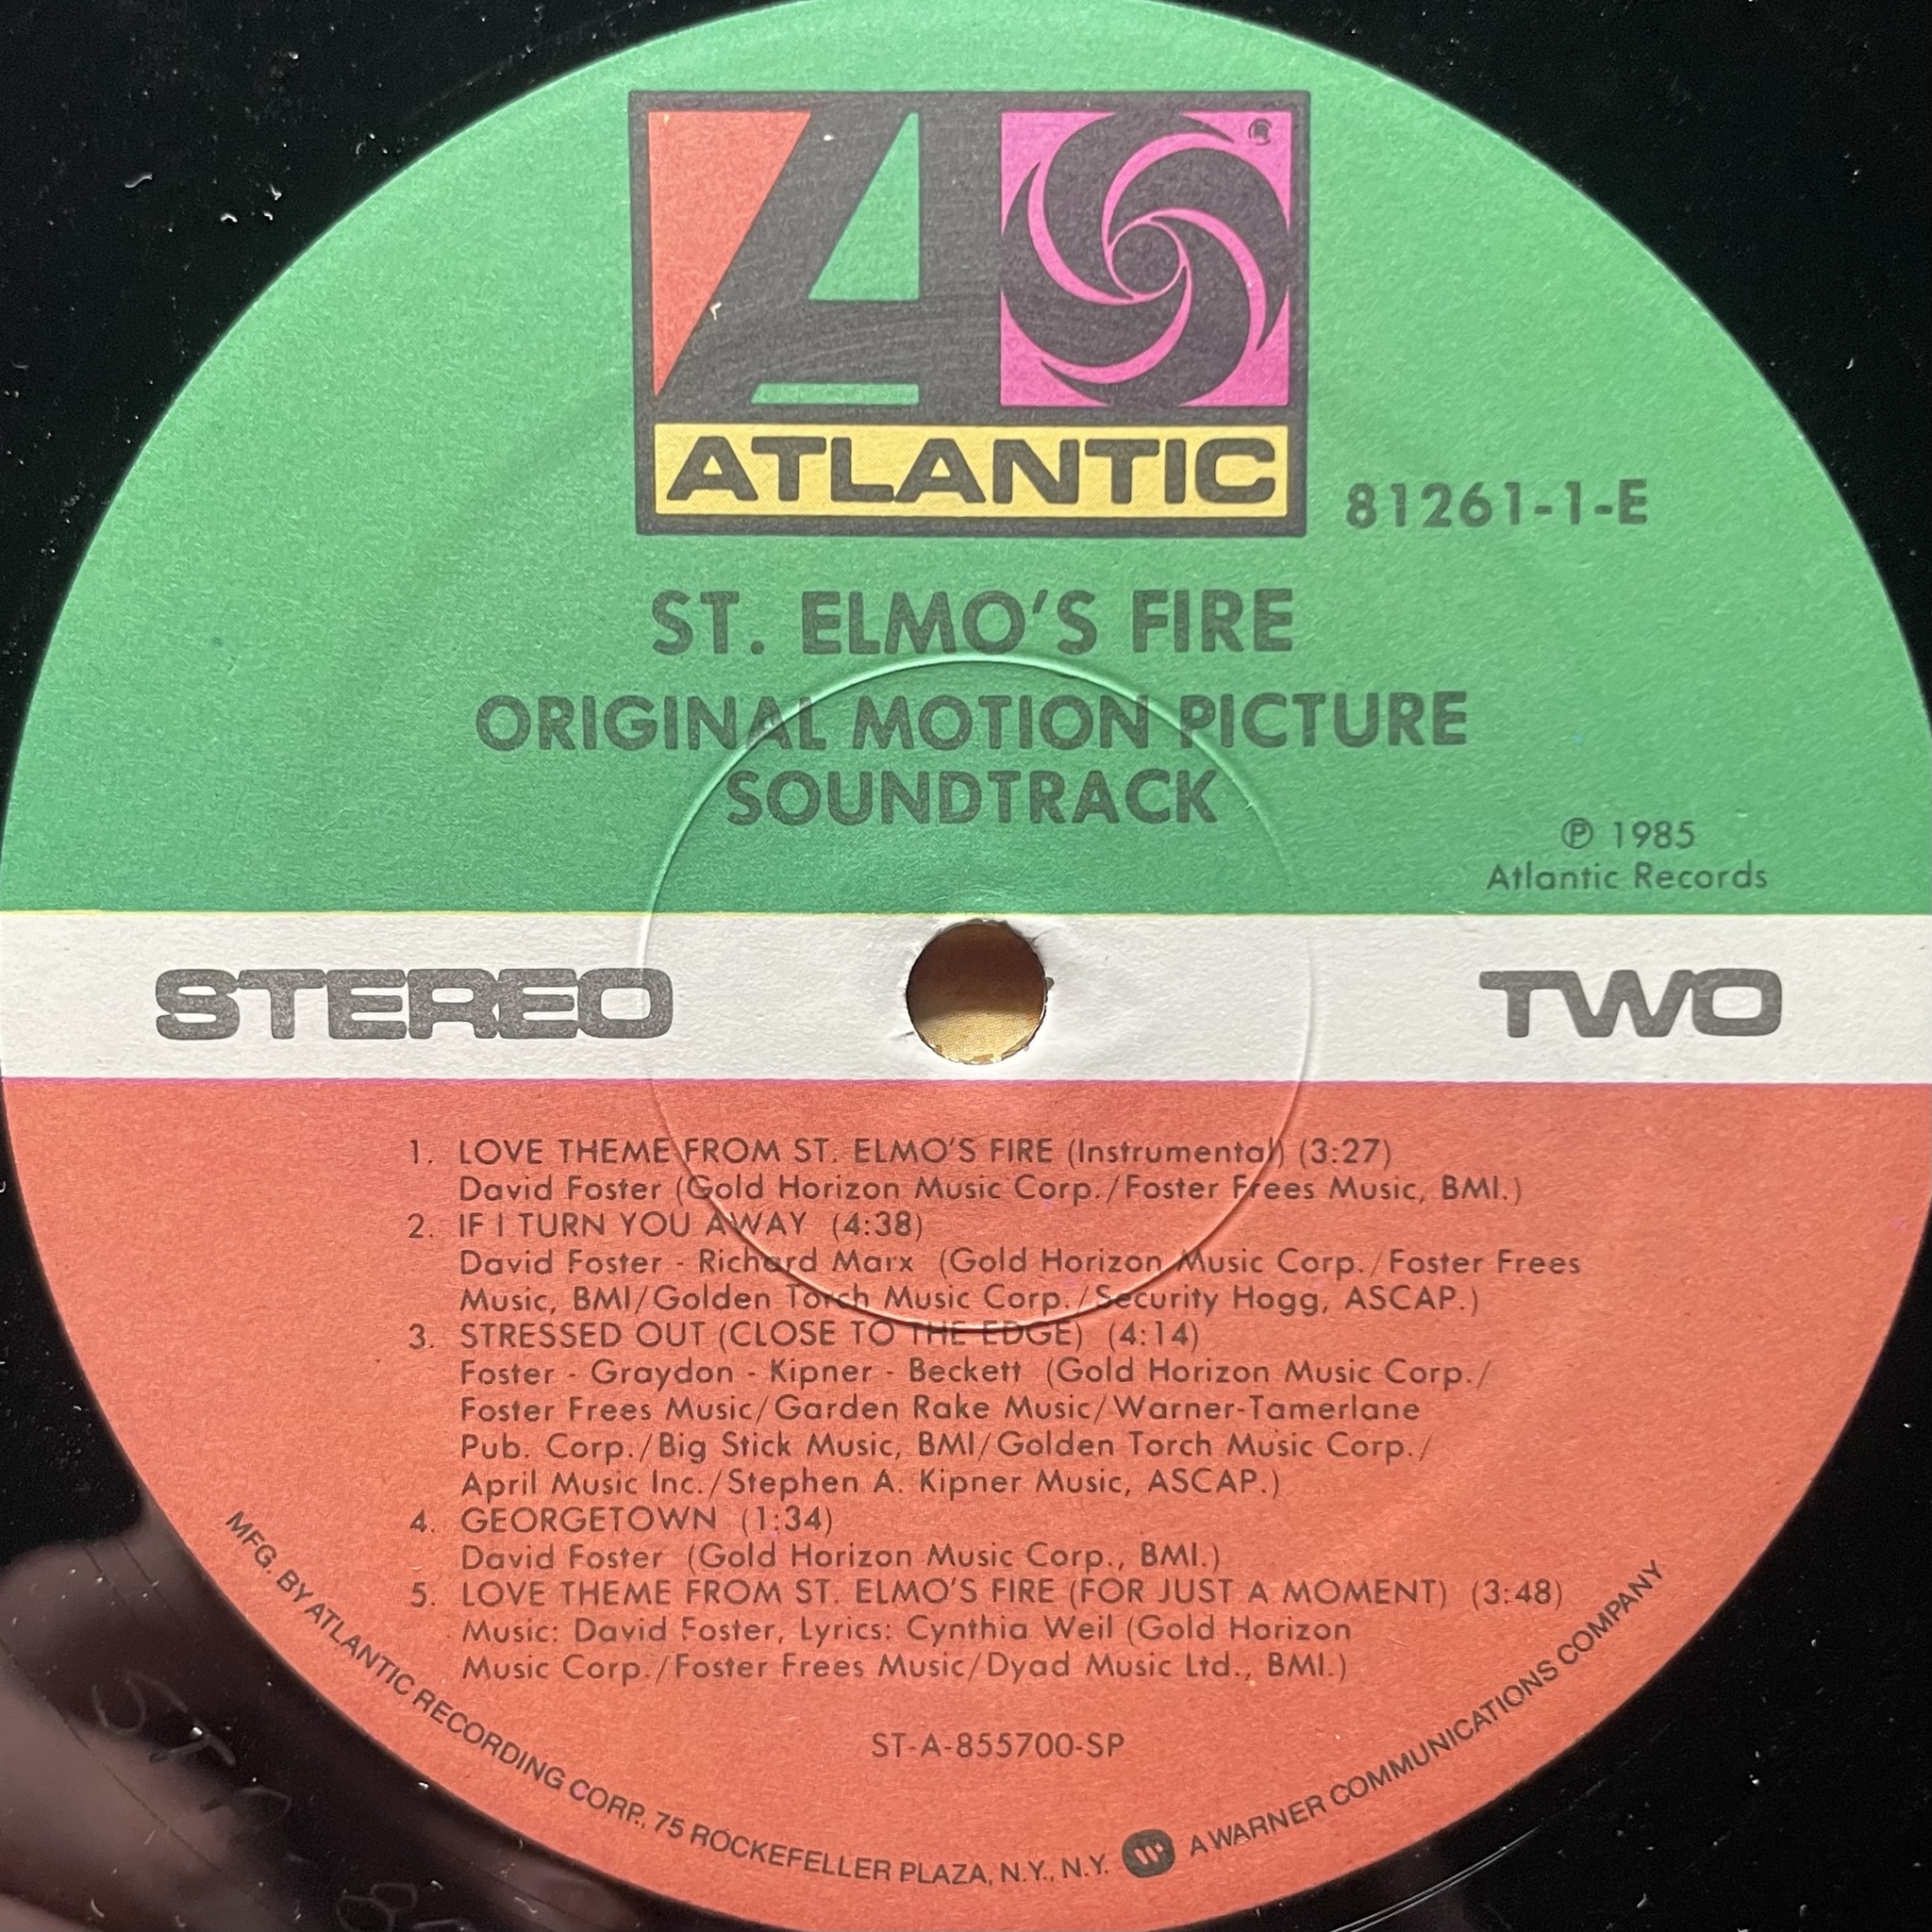 ATLANTIC
81261-1-E
ST. ELMO'S FIRE
ORIGINAL MOTION PICTURE
SOUNDTRACK
℗ 1985
Atlantic Records
STEREO
TWO
1. LOVE THEME FROM ST. ELMO'S FIRE (Instrumental) (3:27)
David Foster (Gold Horizon Music Corp./Foster Frees Music, BMI.)
2. IF I TURN YOU AWAY (4:38)
David Foster - Richard Marx (Gold Horizon Music Corp./Foster Frees
Music, BMI/Golden Torch Music Corp./Security Hogg, ASCAP.)
3. STRESSED OUT (CLOSE TO THE EDGE) (4:14)
Foster - Graydon - Kipner - Beckett (Gold Horizon Music Corp./
Foster Frees Music/Garden Rake Music/Warner-Tamerlane
Pub. Corp./Big Stick Music, BMI/Golden Torch Music Corp./
April Music Inc./Stephen A. Kipner Music, ASCAP.)
4. GEORGETOWN (1:34)
David Foster (Gold Horizon Music Corp., BMI.)
5. LOVE THEME FROM ST. ELMO'S FIRE (FOR JUST A MOMENT) (3:48)
Music: David Foster, Lyrics: Cynthia Weil (Gold Horizon
Music Corp./Foster Frees Music/Dyad Music Ltd., BMI.)
ST-A-855700-SP
MFG. BY ATLANTIC RECORDING CORP., 75 ROCKEFELLER PLAZA, N.Y., N.Y. A WARNER COMMUNICATIONS COMPANY